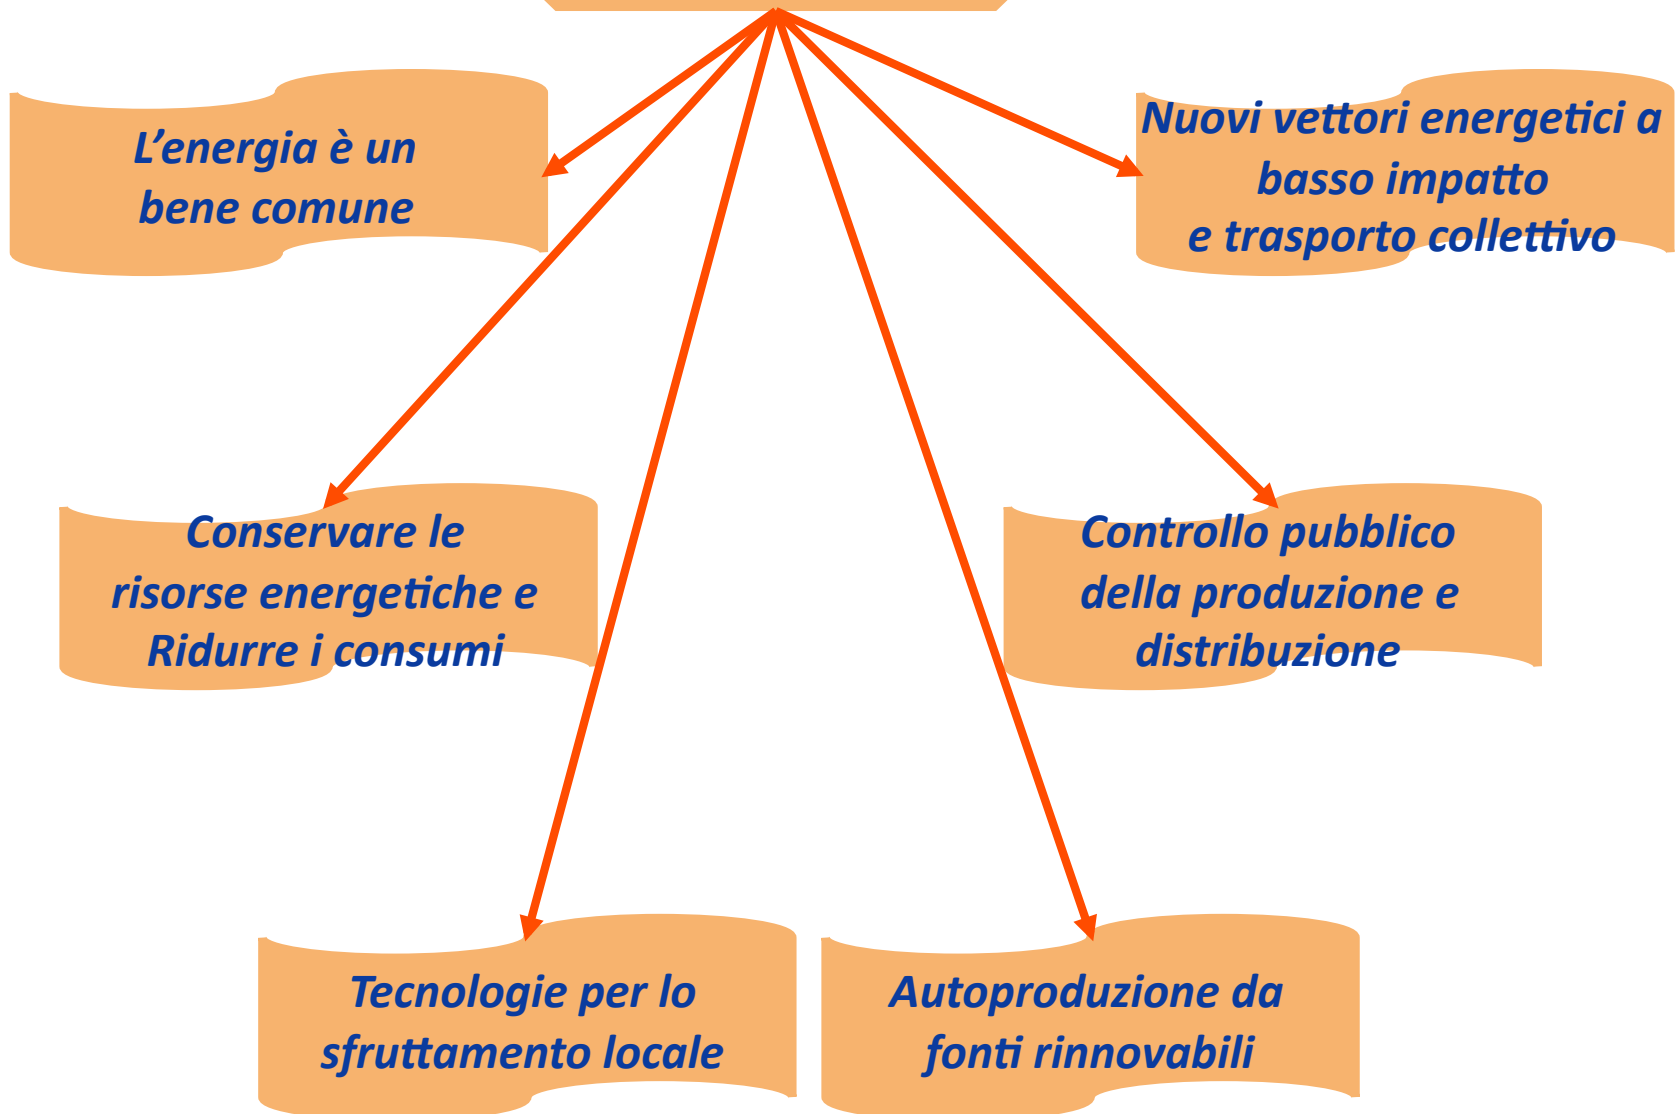 L’energia è un
bene comune
Nuovi vettori energetici a
basso impatto
e trasporto collettivo
Conservare le
risorse energetiche e
Ridurre i consumi
Controllo pubblico
della produzione e
distribuzione
Tecnologie per lo
sfruttamento locale
Autoproduzione da
fonti rinnovabili